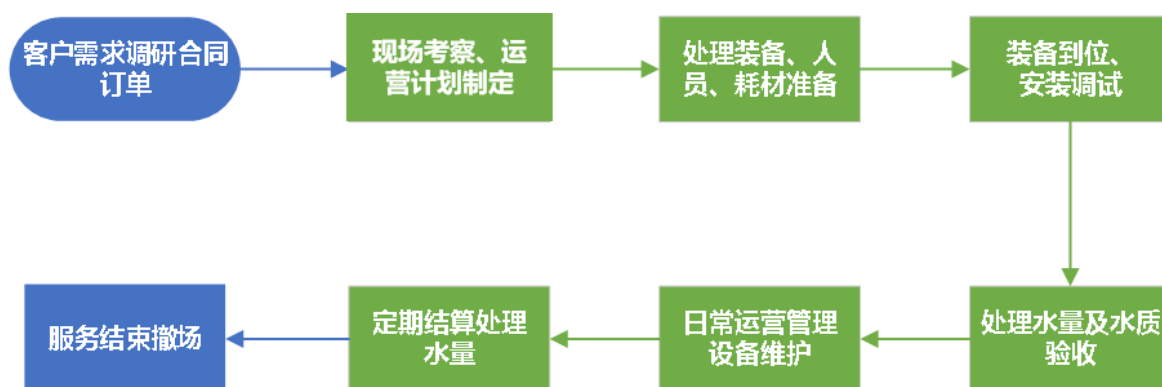 客户需求调研合同
订单
现场考察、运
营计划制定
处理装备、人
员、耗材准备
装备到位、
安装调试
处理水量及水质
验收
日常运营管理
设备维护
定期结算处理
水量
服务结束撤场